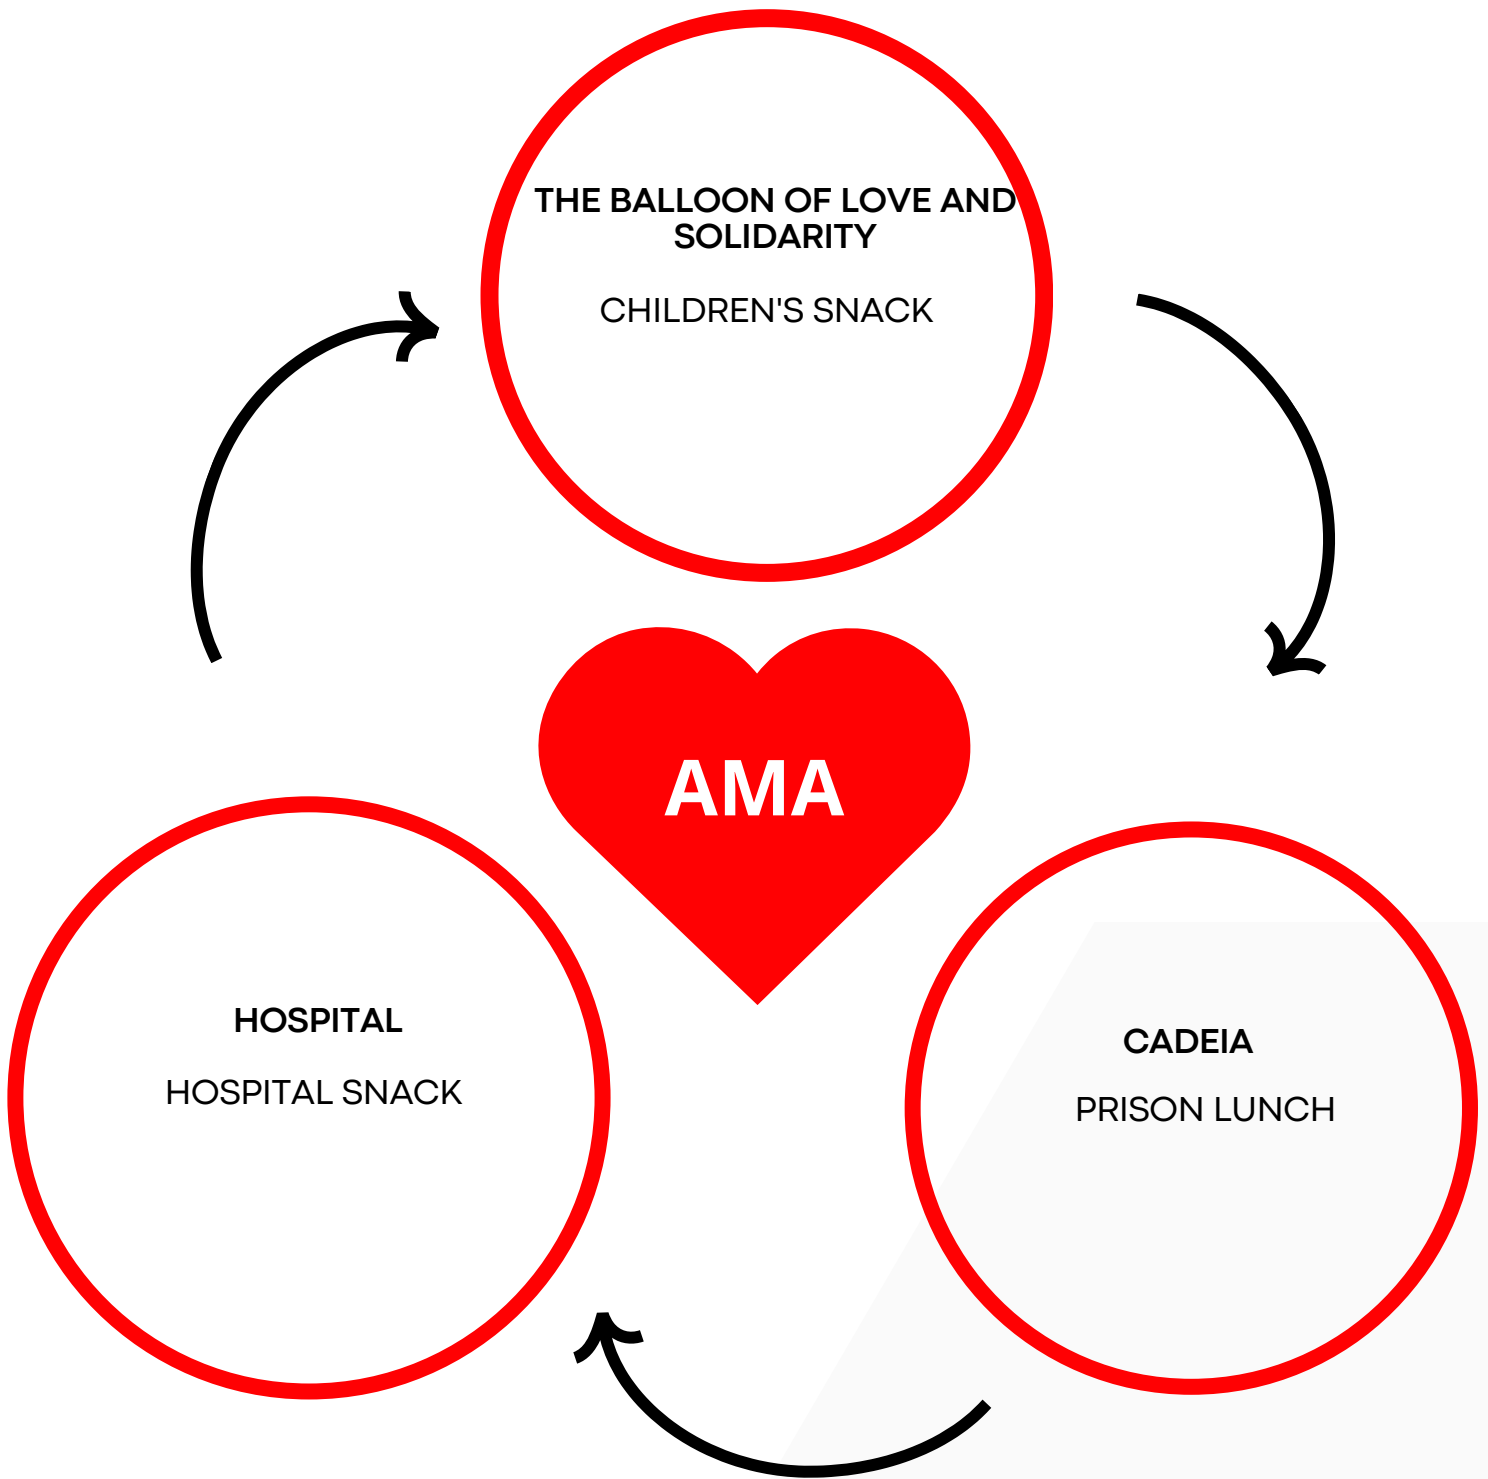 THE BALLOON OF LOVE AND
SOLIDARITY
CHILDREN'S SNACK
AMA
HOSPITAL
HOSPITAL SNACK
CADEIA
PRISON LUNCH